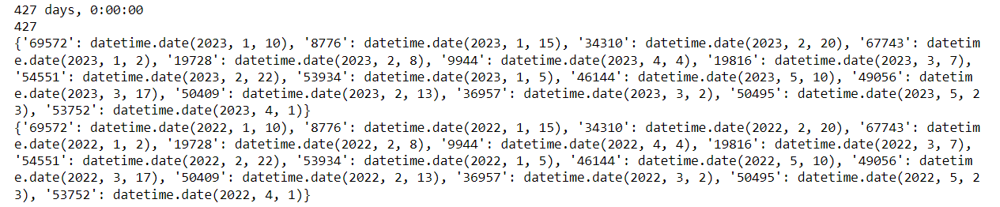 427 days, 0:00:00
427
{'69572': datetime.date(2023, 1, 10), '8776': datetime.date(2023, 1, 15), '34310': datetime.date(2023, 2, 20), '67743': datetim
e.date(2023, 1, 2), '19728': datetime.date(2023, 2, 8), '9944': datetime.date(2023, 4, 4), '19816': datetime.date(2023, 3, 7),
'54551': datetime.date(2023, 2, 22), '53934': datetime.date(2023, 1, 5), '46144': datetime.date(2023, 5, 10), '49056': datetim
e.date(2023, 3, 17), '50409': datetime.date(2023, 2, 13), '36957': datetime.date(2023, 3, 2), '50495': datetime.date(2023, 5, 2
3), '53752': datetime.date(2023, 4, 1)}
{'69572': datetime.date(2022, 1, 10), '8776': datetime.date(2022, 1, 15), '34310': datetime.date(2022, 2, 20), '67743': datetim
e.date(2022, 1, 2), '19728': datetime.date(2022, 2, 8), '9944': datetime.date(2022, 4, 4), '19816': datetime.date(2022, 3, 7),
'54551': datetime.date(2022, 2, 22), '53934': datetime.date(2022, 1, 5), '46144': datetime.date(2022, 5, 10), '49056': datetim
e.date(2022, 3, 17), '50409': datetime.date(2022, 2, 13), '36957': datetime.date(2022, 3, 2), '50495': datetime.date(2022, 5, 2
3), '53752': datetime.date(2022, 4, 1)}